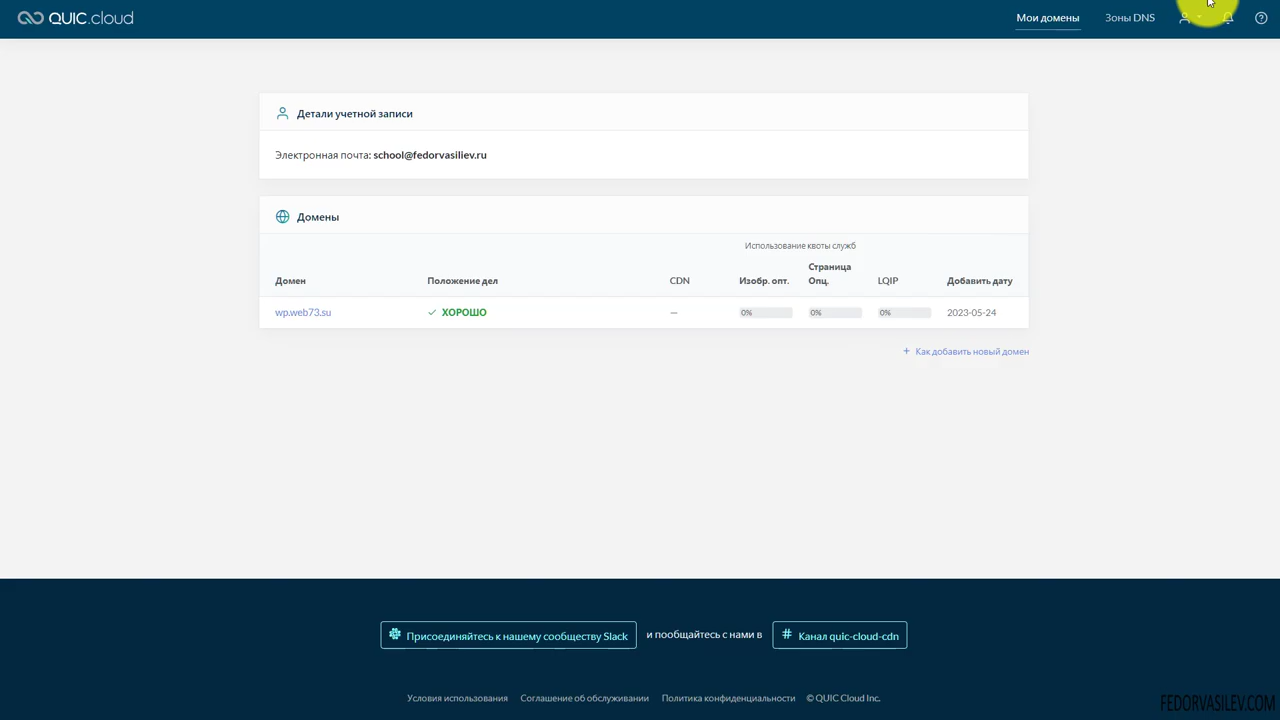 QUIC.cloud
Мои домены
Зоны DNS
Детали учетной записи
Электронная почта: school@fedorvasiliev.ru
Домены
Использование квоты служб
Домен
Положение дел
CDN
Изобр. опт.
Страница
Опц.
LQIP
Добавить дату
wp.web73.su
ХОРОШО
—
0%
0%
0%
2023-05-24
+ Как добавить новый домен
Присоединяйтесь к нашему сообществу Slack
и пообщайтесь с нами в
# Канал quic-cloud-cdn
Условия использования
Соглашение об обслуживании
Политика конфиденциальности
© QUIC Cloud Inc.
FEDORVASILEV.COM